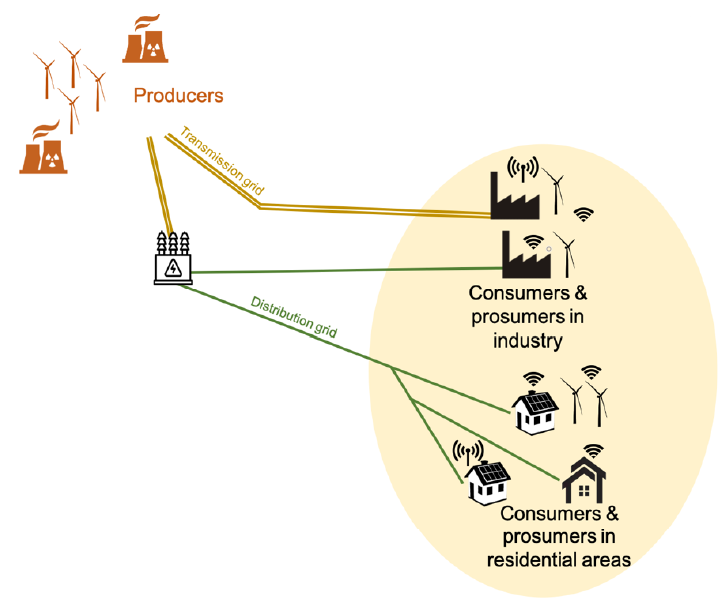 Producers
Transmission grid
Distribution grid
Consumers &
prosumers in
industry
Consumers &
prosumers in
residential areas